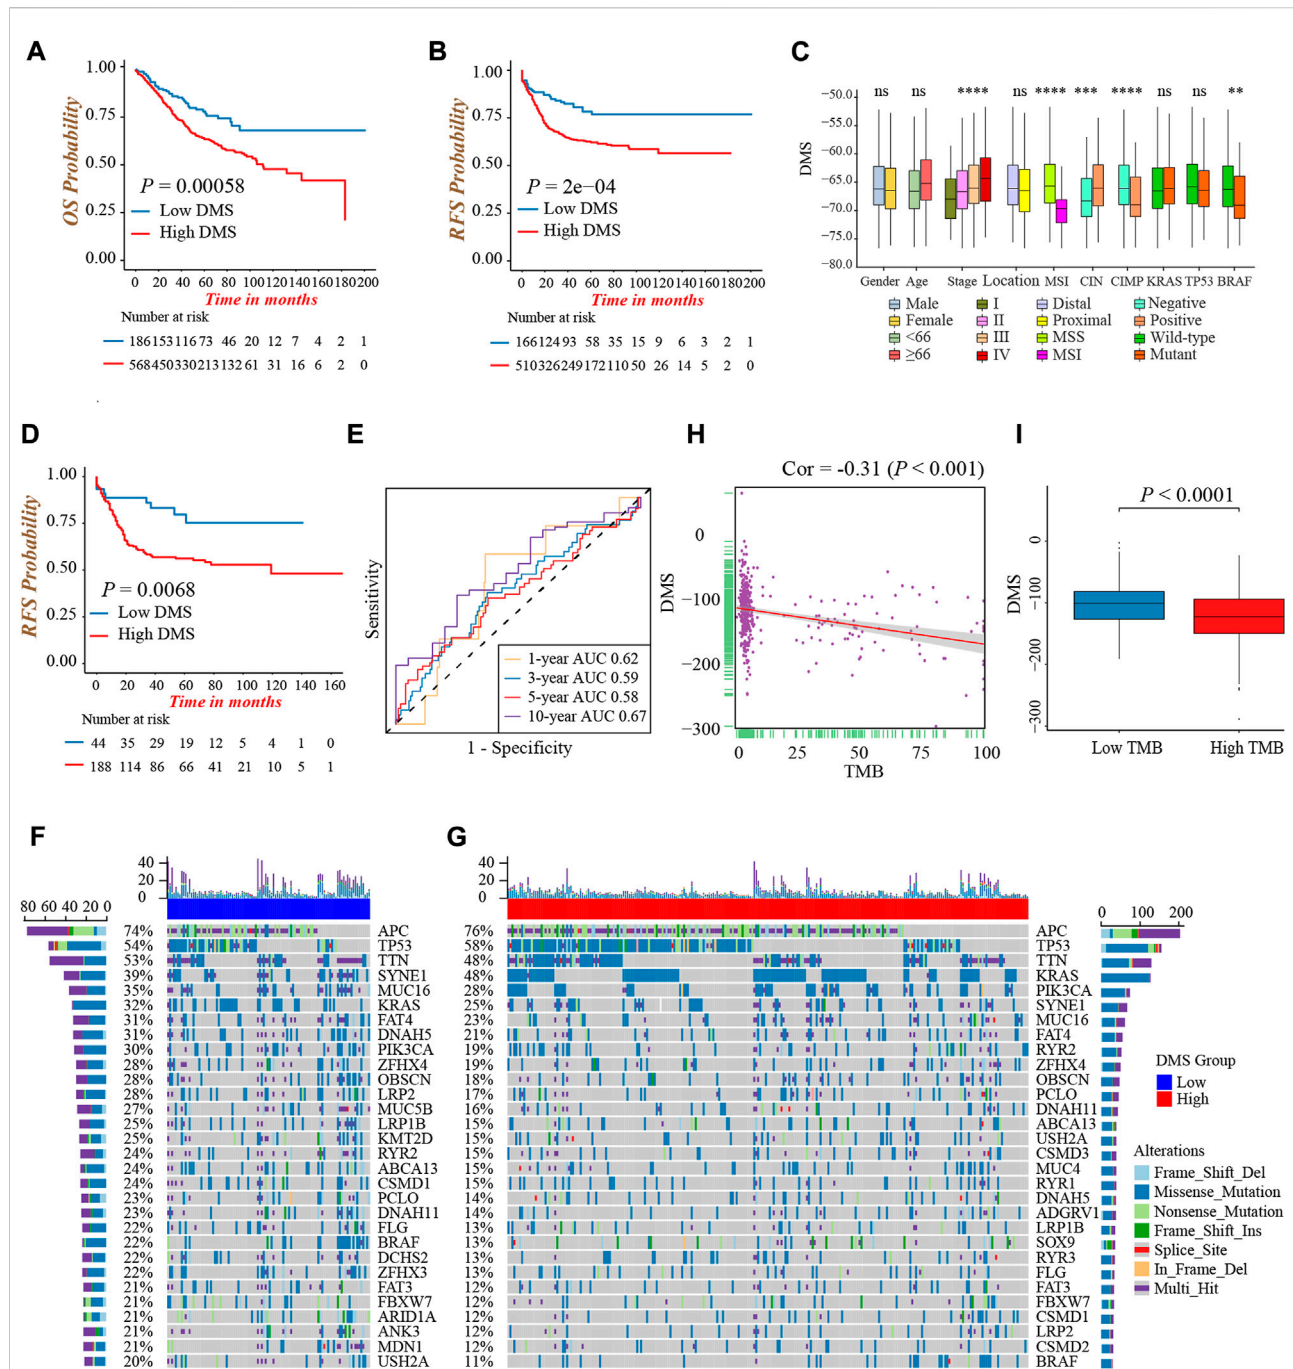 A
1.00
0.75
0.50
0.25
0.00
OS Probability
P = 0.00058
Low DMS
High DMS
0 20 40 60 80 100 120 140 160 180 200
Time in months
Number at risk
186 153 116 73 46 20 12 7 4 2 1
568 450 330 213 132 61 31 16 6 2 0
B
1.00
0.75
0.50
0.25
0.00
RFS Probability
P = 2e−04
Low DMS
High DMS
0 20 40 60 80 100 120 140 160 180 200
Time in months
Number at risk
166 124 93 58 35 15 9 6 3 2 1
510 326 249 172 110 50 26 14 5 2 0
C
ns ns **** ns **** *** **** ns ns **
−50.0
−55.0
−60.0
−65.0
−70.0
−75.0
−80.0
DMS
Gender Age Stage Location MSI CIN CIMP KRAS TP53 BRAF
Male I Distal Negative
Female II Proximal Positive
<66 III MSS Wild-type
≥66 IV MSI Mutant
D
1.00
0.75
0.50
0.25
0.00
RFS Probability
P = 0.0068
Low DMS
High DMS
0 20 40 60 80 100 120 140 160
Time in months
Number at risk
44 35 29 19 12 5 4 1 0
188 114 86 66 41 21 10 5 1
E
Sensitivity
1-year AUC 0.62
3-year AUC 0.59
5-year AUC 0.58
10-year AUC 0.67
1 - Specificity
H
Cor = -0.31 (P < 0.001)
0
−100
−200
−300
DMS
0 25 50 75 100
TMB
I
P < 0.0001
0
−100
−200
−300
DMS
Low TMB High TMB
F
40
20
0
80 60 40 20 0
74% APC
54% TP53
53% TTN
39% SYNE1
35% MUC16
32% KRAS
31% FAT4
31% DNAH5
30% PIK3CA
28% ZFHX4
28% OBSCN
28% LRP2
27% MUC5B
25% LRP1B
25% KMT2D
24% RYR2
24% ABCA13
24% CSMD1
23% PCLO
23% DNAH11
22% FLG
22% BRAF
22% DCHS2
22% ZFHX3
21% FAT3
21% FBXW7
21% ARID1A
21% ANK3
21% MDN1
20% USH2A
G
40
20
0
0 100 200
76% APC
58% TP53
48% TTN
48% KRAS
28% PIK3CA
25% SYNE1
23% MUC16
21% FAT4
19% RYR2
19% ZFHX4
18% OBSCN
17% PCLO
16% DNAH11
15% ABCA13
15% USH2A
15% CSMD3
15% MUC4
15% RYR1
14% DNAH5
14% ADGRV1
13% LRP1B
13% SOX9
13% RYR3
13% FLG
12% FAT3
12% FBXW7
12% CSMD1
12% LRP2
12% CSMD2
11% BRAF
DMS Group
Low
High
Alterations
Frame_Shift_Del
Missense_Mutation
Nonsense_Mutation
Frame_Shift_Ins
Splice_Site
In_Frame_Del
Multi_Hit